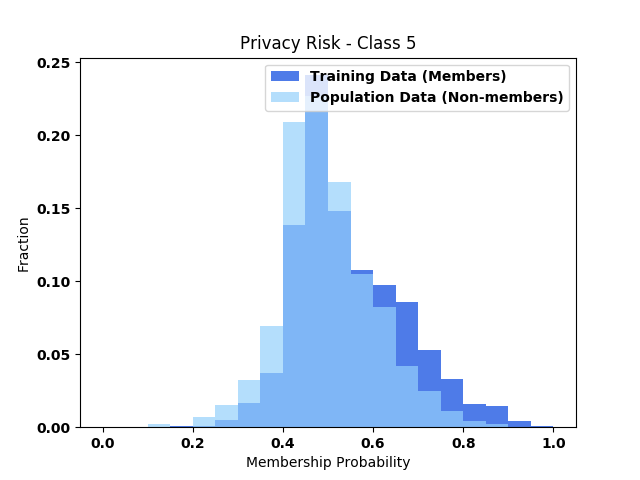 Privacy Risk - Class 5
Training Data (Members)
Population Data (Non-members)
Fraction
0.25
0.20
0.15
0.10
0.05
0.00
0.0 0.2 0.4 0.6 0.8 1.0
Membership Probability